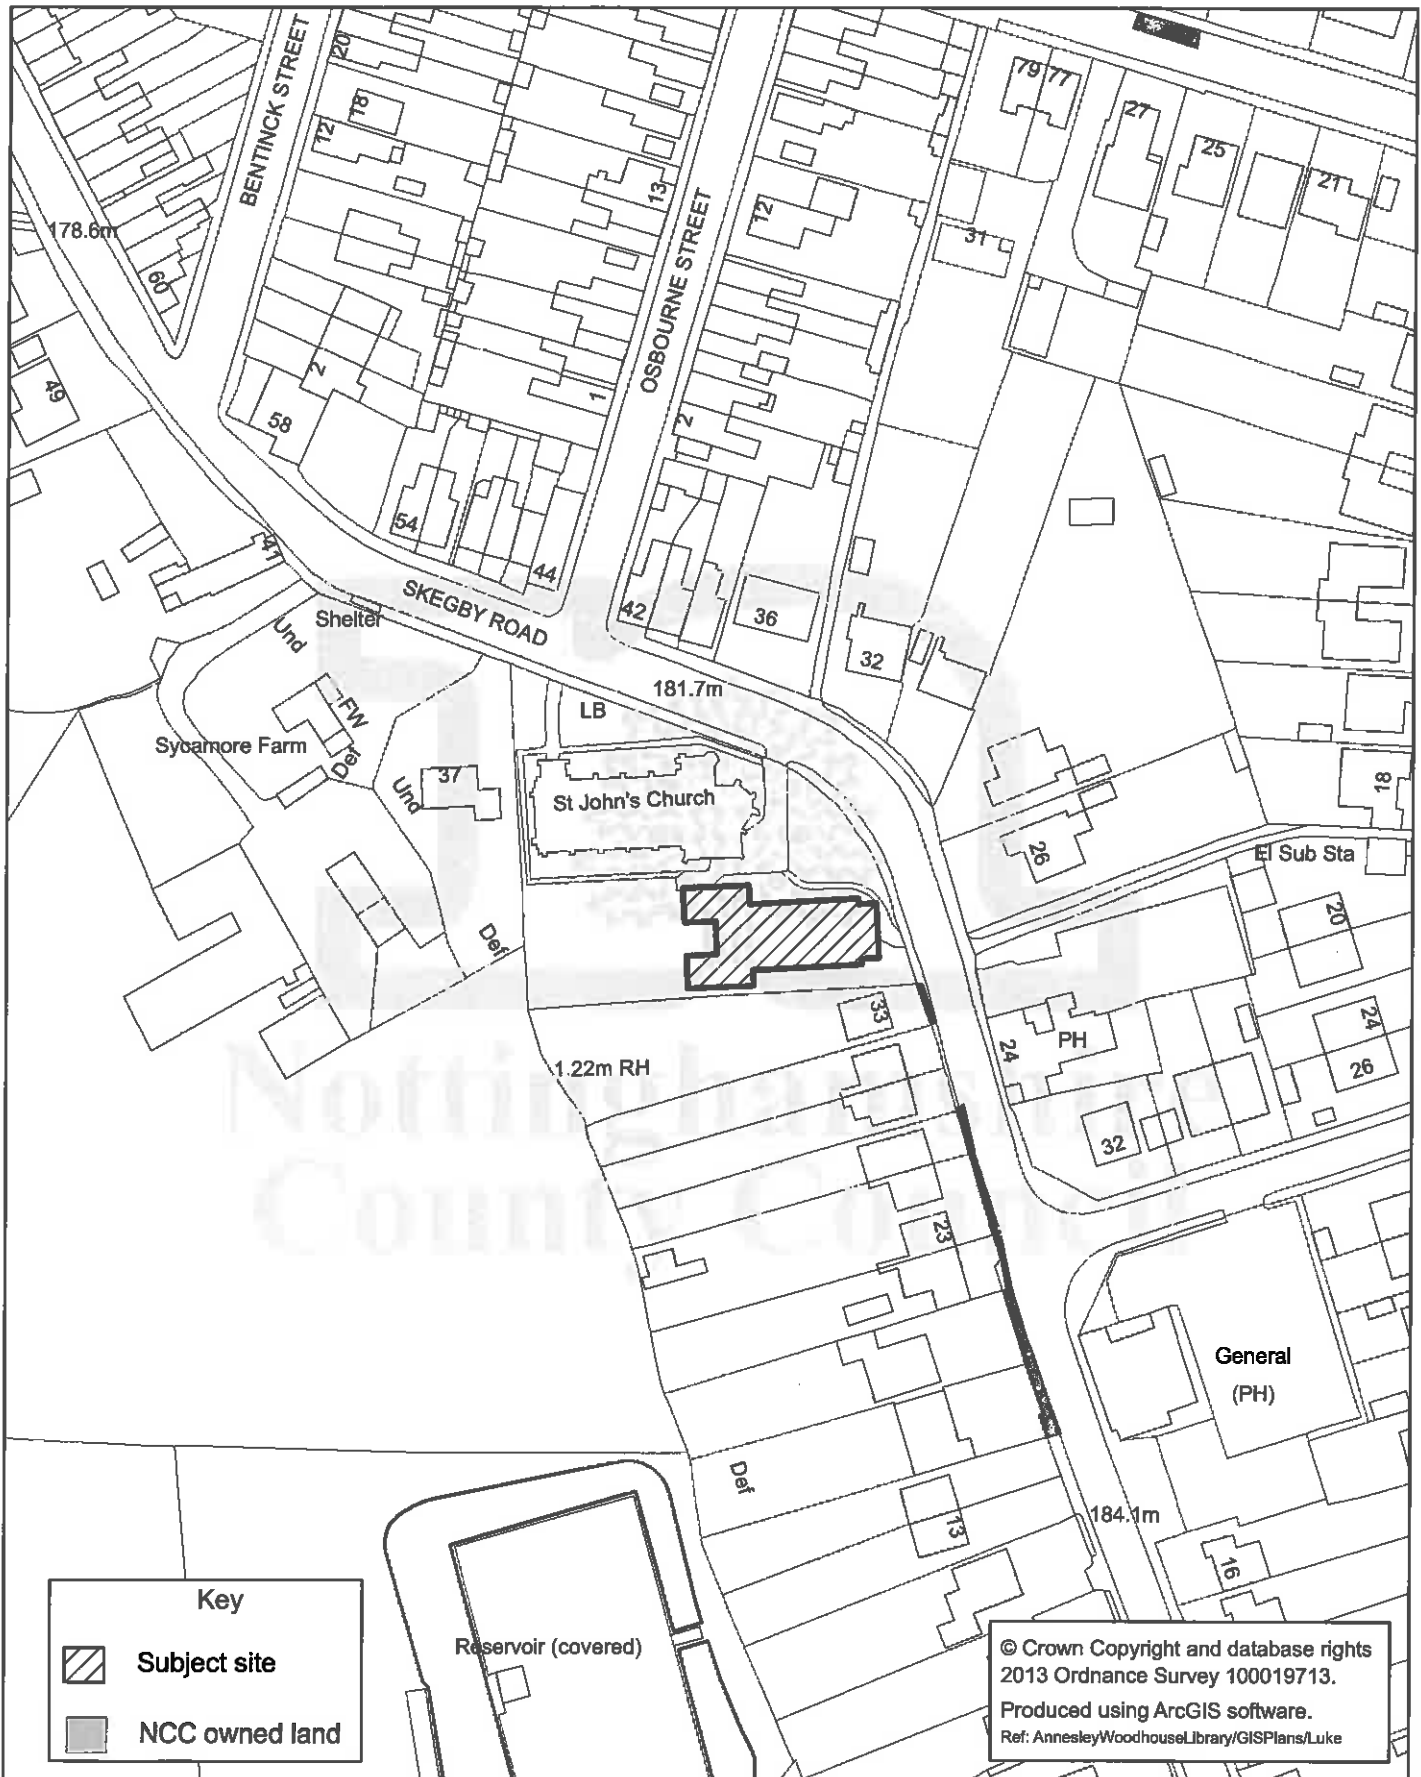 BENTINCK STREET
20
18
12
79 77
27
25
21
13
12
31
178.6m
60
OSBOURNE STREET
49
2
58
1
2
54
41
44
SKEGBY ROAD
42
36
Shelter
Und
32
181.7m
LB
FW
Sycamore Farm
Def
37
Und
St John's Church
18
26
El Sub Sta
20
Def
33
24
PH
24
1.22m RH
26
32
23
General
(PH)
Def
13
184.1m
16
Nottinghamshire
County Council
Reservoir (covered)
Key
Subject site
NCC owned land
© Crown Copyright and database rights
2013 Ordnance Survey 100019713.
Produced using ArcGIS software.
Ref: AnnesleyWoodhouseLibrary/GISPlans/Luke